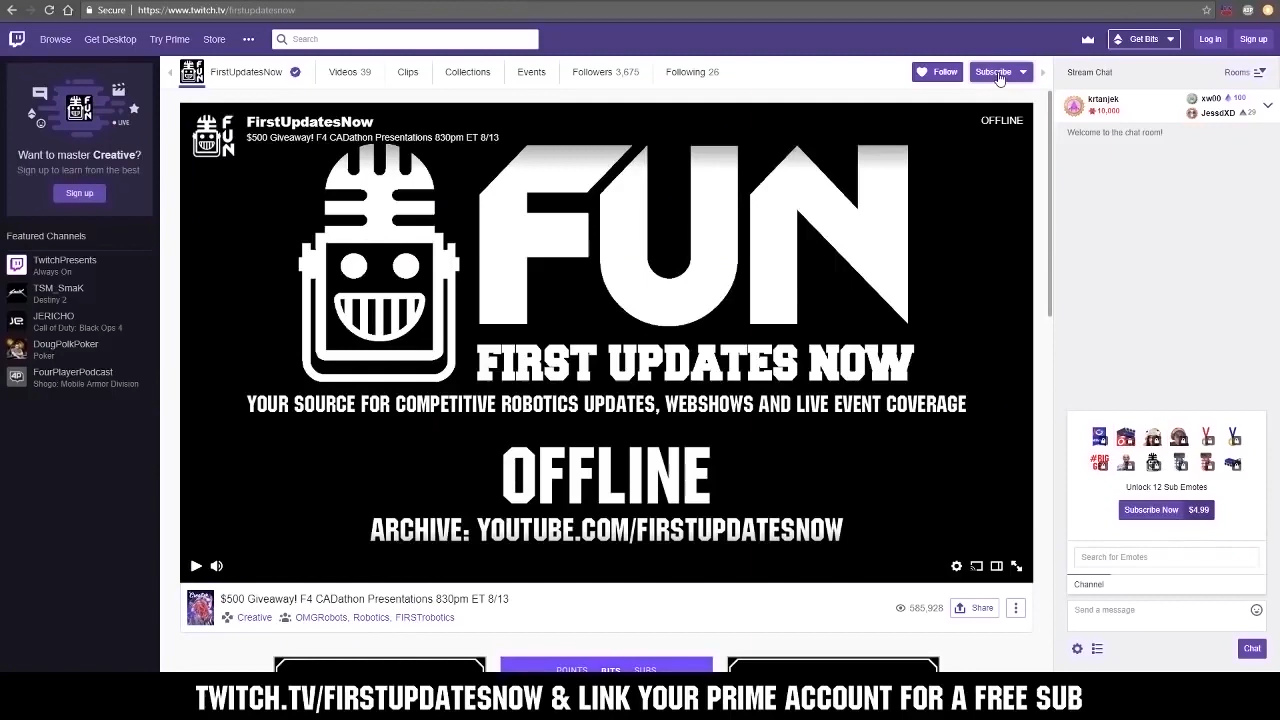 Secure
https://www.twitch.tv/firstupdatesnow
Browse
Get Desktop
Try Prime
Store
Search
Get Bits
Log in
Sign up
Want to master Creative?
Sign up to learn from the best
Sign up
LIVE
FUN
Featured Channels
TwitchPresents
Always On
TSM_SmaK
Destiny 2
JERICHO
Call of Duty: Black Ops 4
DougPolkPoker
Poker
FourPlayerPodcast
Shogo: Mobile Armor Division
FirstUpdatesNow
Videos 39
Clips
Collections
Events
Followers 3,675
Following 26
Follow
Subscribe
FUN
FirstUpdatesNow
$500 Giveaway! F4 CADathon Presentations 830pm ET 8/13
OFFLINE
FUN
FIRST UPDATES NOW
YOUR SOURCE FOR COMPETITIVE ROBOTICS UPDATES, WEBSHOWS AND LIVE EVENT COVERAGE
OFFLINE
ARCHIVE: YOUTUBE.COM/FIRSTUPDATESNOW
$500 Giveaway! F4 CADathon Presentations 830pm ET 8/13
Creative
OMGRobots, Robotics, FIRSTrobotics
585,928
Share
POINTS
BITS
SUBS
Stream Chat
Rooms
krtanjek
10,000
xw00 100
JessdXD 29
Welcome to the chat room!
Unlock 12 Sub Emotes
Subscribe Now $4.99
Search for Emotes
Channel
Send a message
Chat
TWITCH.TV/FIRSTUPDATESNOW & LINK YOUR PRIME ACCOUNT FOR A FREE SUB